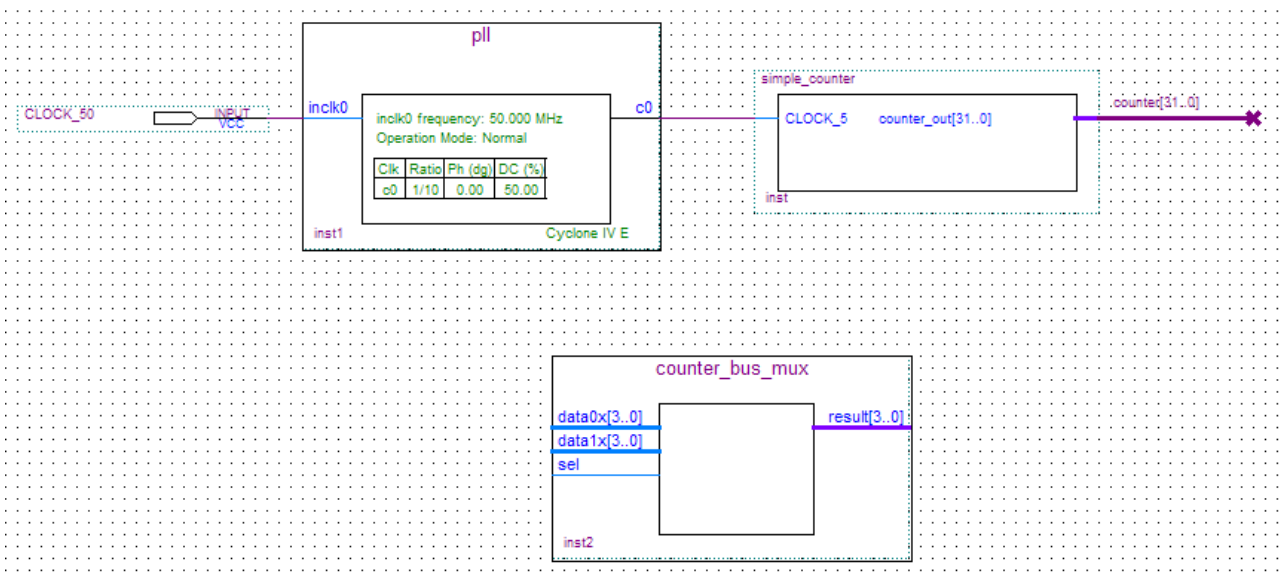 pll
simple_counter
CLOCK_50 INPUT
VCC
inclk0 c0
inclk0 frequency: 50.000 MHz
Operation Mode: Normal
Clk Ratio Ph (dg) DC (%)
c0 1/10 0.00 50.00
inst1 Cyclone IV E
CLOCK_5 counter_out[31..0]
inst
counter[31..0]
counter_bus_mux
data0x[3..0] result[3..0]
data1x[3..0]
sel
inst2